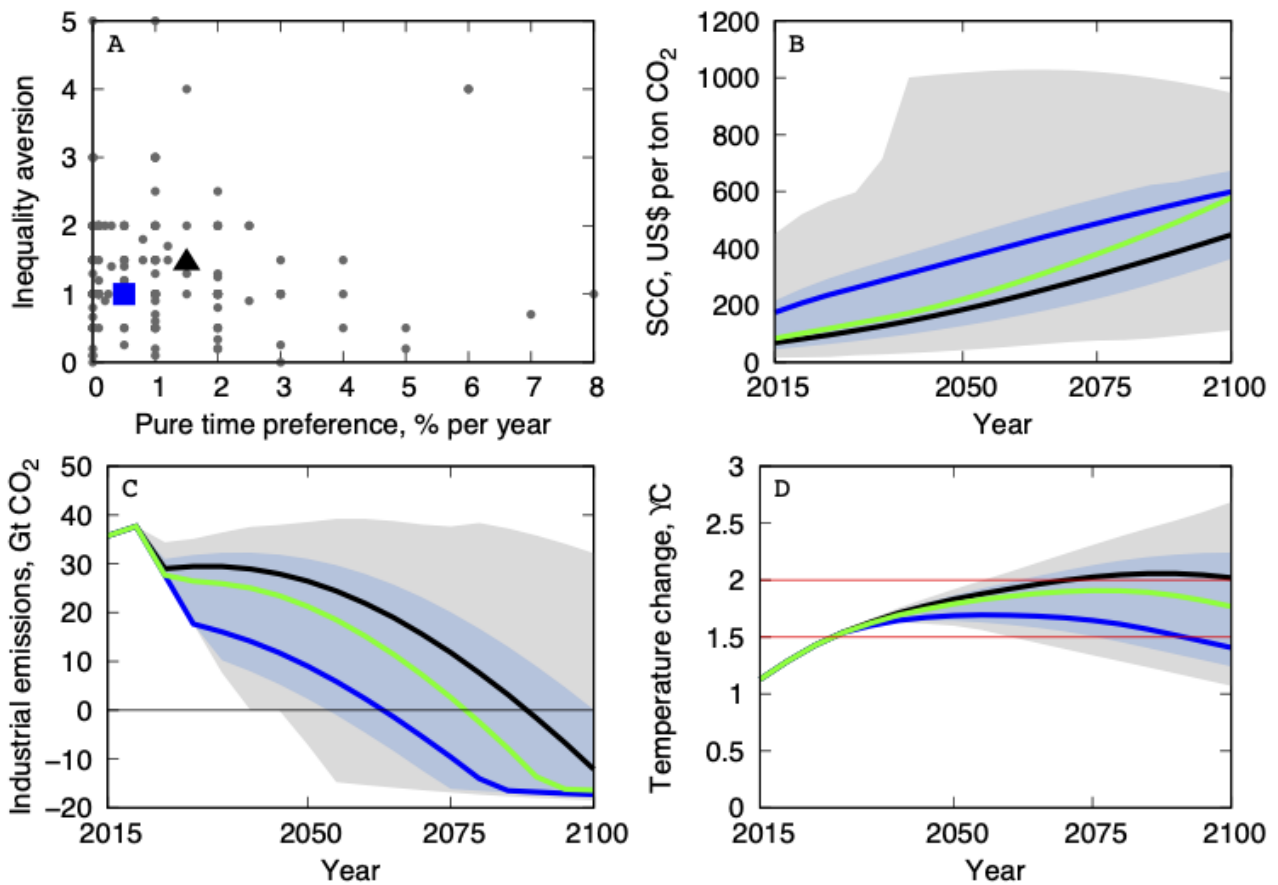 A
5
4
3
2
1
0
Inequality aversion
0 1 2 3 4 5 6 7 8
Pure time preference, % per year
B
1200
1000
800
600
400
200
0
SCC, US$ per ton CO₂
2015 2050 2075 2100
Year
C
50
40
30
20
10
0
−10
−20
Industrial emissions, Gt CO₂
2015 2050 2075 2100
Year
D
3
2.5
2
1.5
1
0.5
0
Temperature change, ϒC
2015 2050 2075 2100
Year